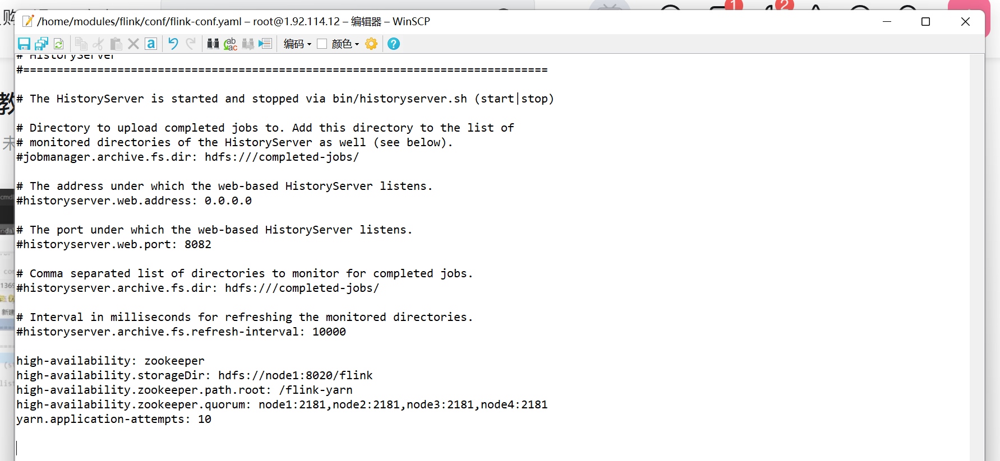 购
1
2
/home/modules/flink/conf/flink-conf.yaml – root@1.92.114.12 – 编辑器 – WinSCP
编码 颜色
# HistoryServer
#==============================================================================
教
# The HistoryServer is started and stopped via bin/historyserver.sh (start|stop)
未
# Directory to upload completed jobs to. Add this directory to the list of
# monitored directories of the HistoryServer as well (see below).
#jobmanager.archive.fs.dir: hdfs:///completed-jobs/
# The address under which the web-based HistoryServer listens.
#historyserver.web.address: 0.0.0.0
# The port under which the web-based HistoryServer listens.
#historyserver.web.port: 8082
# Comma separated list of directories to monitor for completed jobs.
#historyserver.archive.fs.dir: hdfs:///completed-jobs/
# Interval in milliseconds for refreshing the monitored directories.
#historyserver.archive.fs.refresh-interval: 10000
high-availability: zookeeper
high-availability.storageDir: hdfs://node1:8020/flink
high-availability.zookeeper.path.root: /flink-yarn
high-availability.zookeeper.quorum: node1:2181,node2:2181,node3:2181,node4:2181
yarn.application-attempts: 10